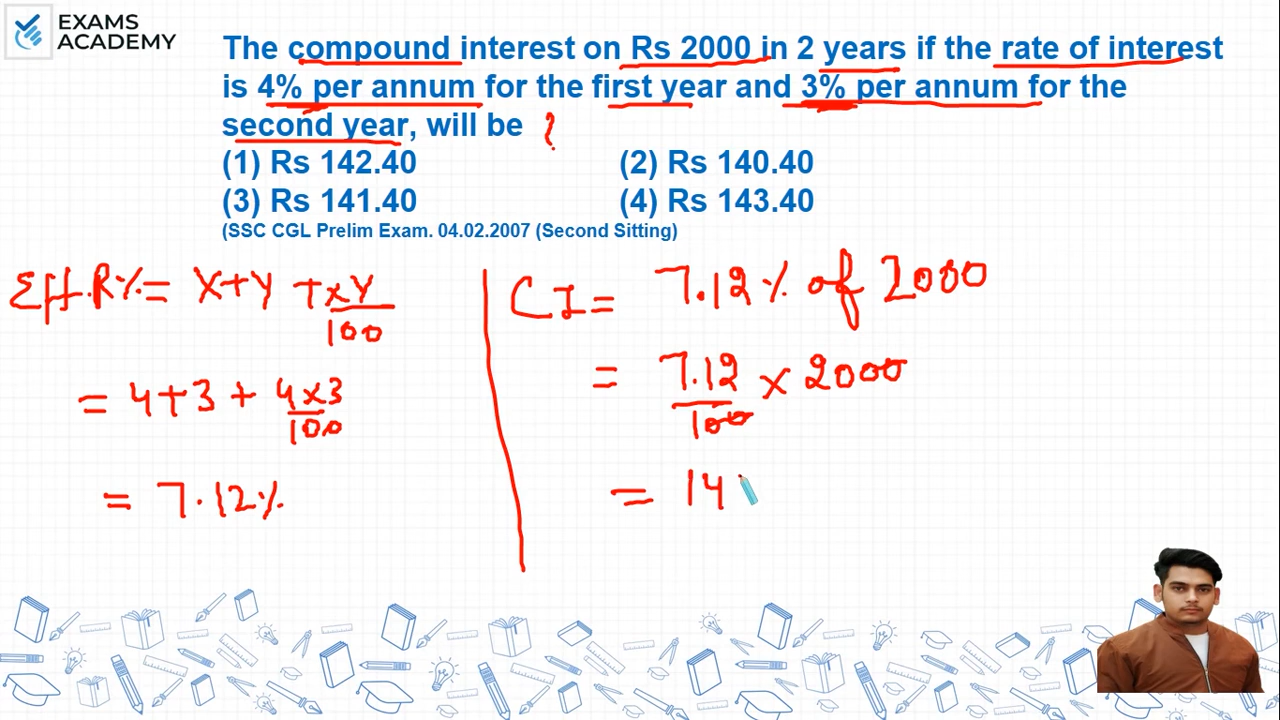 EXAMS
ACADEMY
The compound interest on Rs 2000 in 2 years if the rate of interest
is 4% per annum for the first year and 3% per annum for the
second year, will be ?
(1) Rs 142.40 (2) Rs 140.40
(3) Rs 141.40 (4) Rs 143.40
(SSC CGL Prelim Exam. 04.02.2007 (Second Sitting)
Eff.R%= X+Y + XY/100
= 4+3 + 4x3/100
= 7.12%
CI = 7.12% of 2000
= 7.12/100 x 2000
= 14